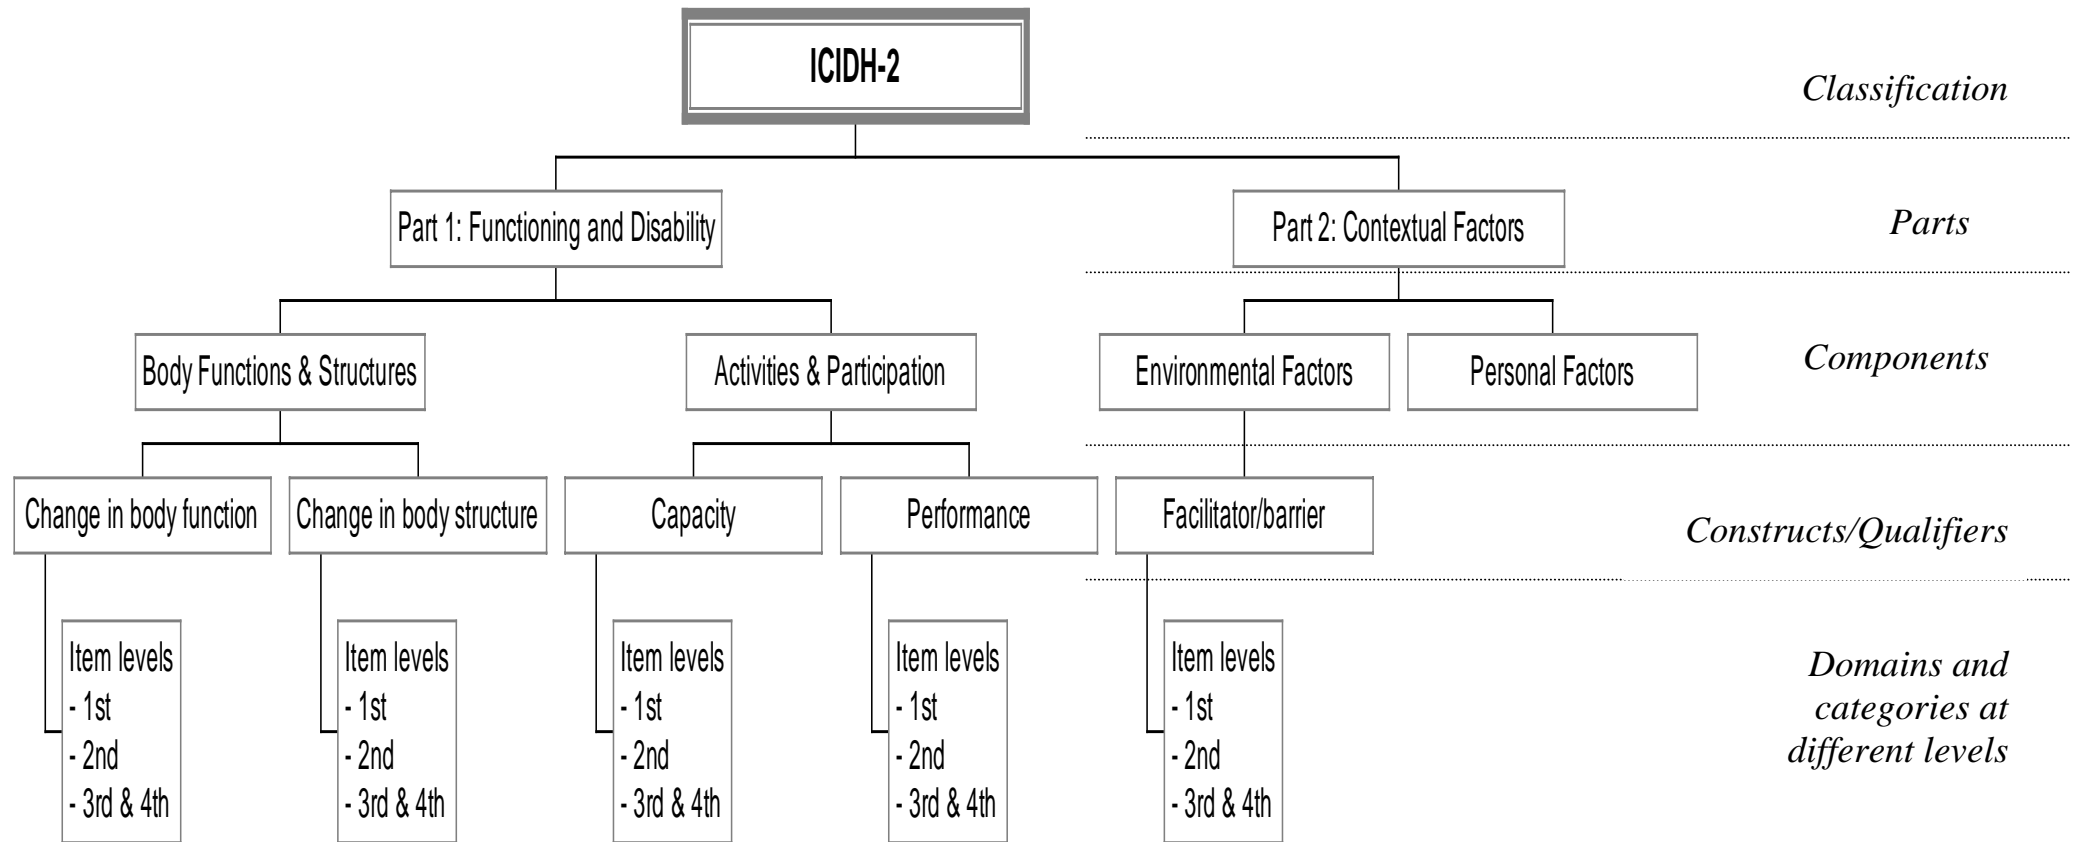 ICIDH-2
Classification
Part 1: Functioning and Disability
Part 2: Contextual Factors
Parts
Body Functions & Structures
Activities & Participation
Environmental Factors
Personal Factors
Components
Change in body function
Change in body structure
Capacity
Performance
Facilitator/barrier
Constructs/Qualifiers
Item levels
- 1st
- 2nd
- 3rd & 4th
Item levels
- 1st
- 2nd
- 3rd & 4th
Item levels
- 1st
- 2nd
- 3rd & 4th
Item levels
- 1st
- 2nd
- 3rd & 4th
Item levels
- 1st
- 2nd
- 3rd & 4th
Domains and
categories at
different levels